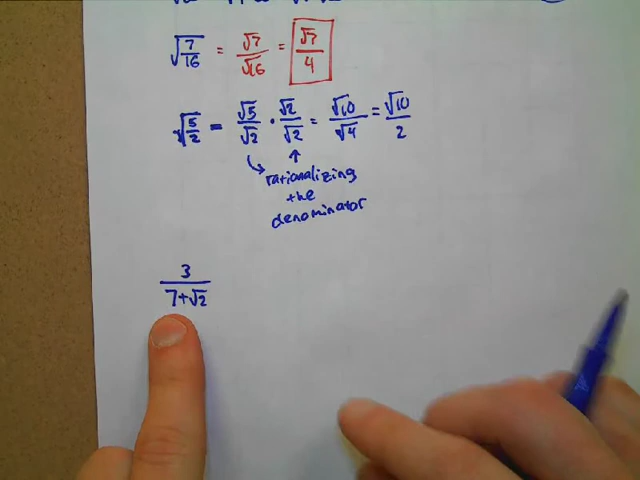 √7/16 = √7/√16 = √7/4
√5/2 = √5/√2 · √2/√2 = √10/√4 = √10/2
rationalizing
the
denominator
3/7+√2